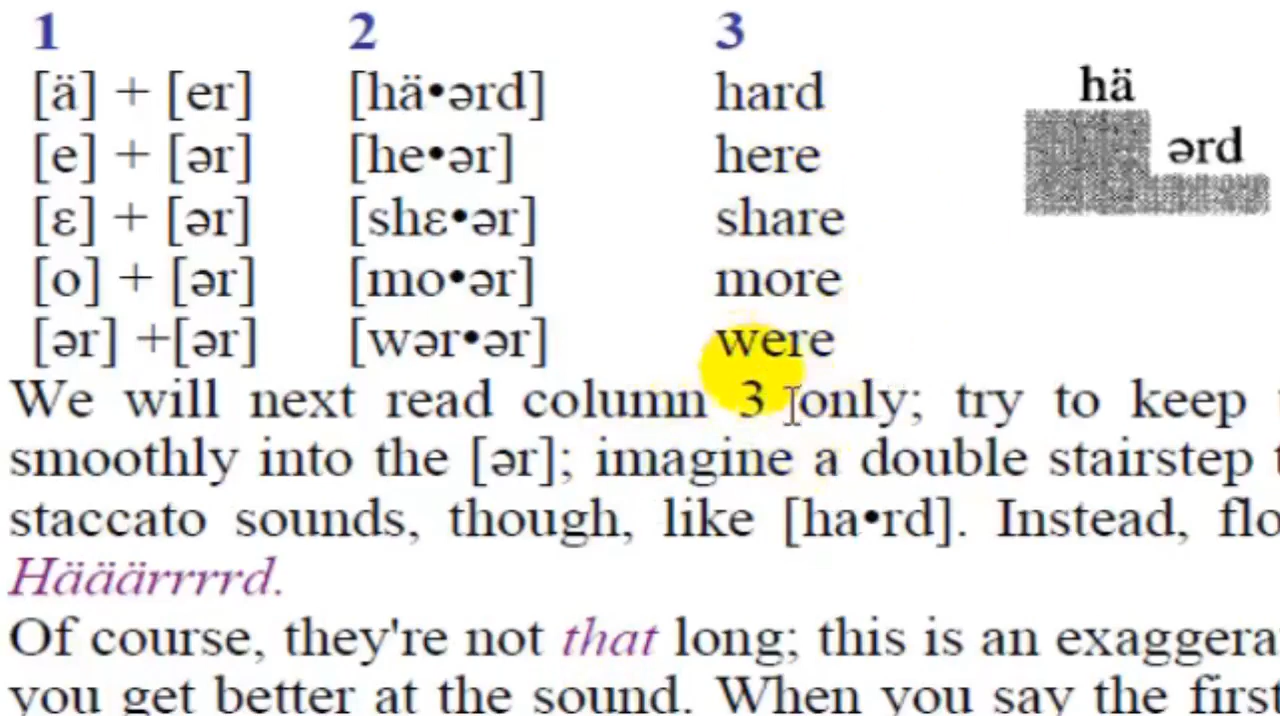 1 2 3
[ä] + [er] [hä•ərd] hard
hä
[e] + [ər] [he•ər] here
ərd
[ɛ] + [ər] [shɛ•ər] share
[o] + [ər] [mo•ər] more
[ər] +[ər] [wər•ər] were
We will next read column 3 only; try to keep
smoothly into the [ər]; imagine a double stairstep
staccato sounds, though, like [ha•rd]. Instead, flo
Hääärrrrd.
Of course, they're not that long; this is an exaggera
you get better at the sound. When you say the first